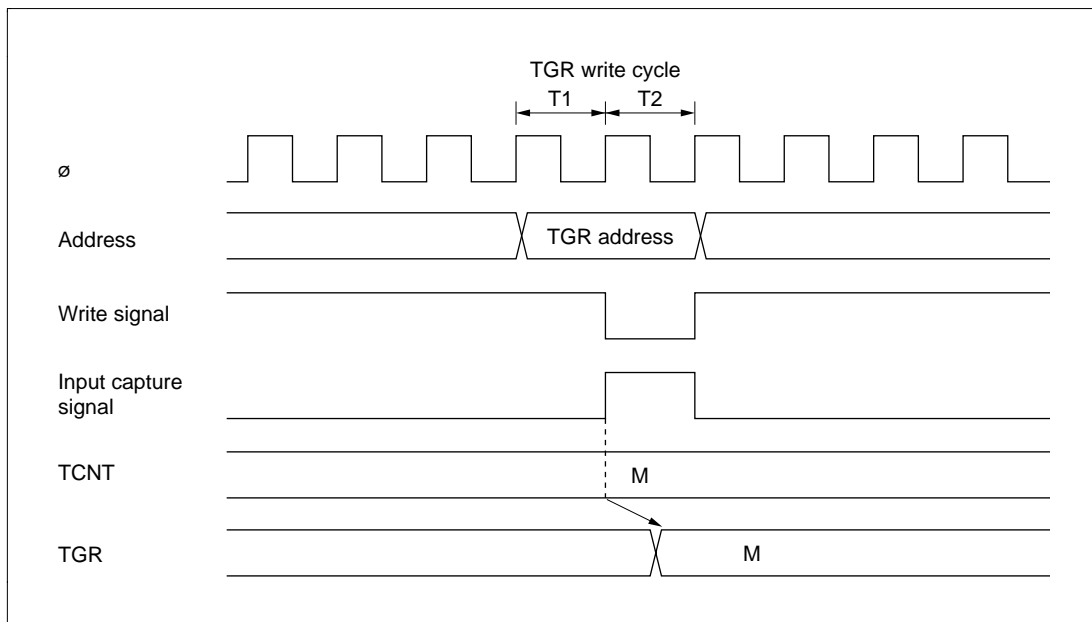 TGR write cycle
T1 T2
ø
Address TGR address
Write signal
Input capture
signal
TCNT M
TGR M